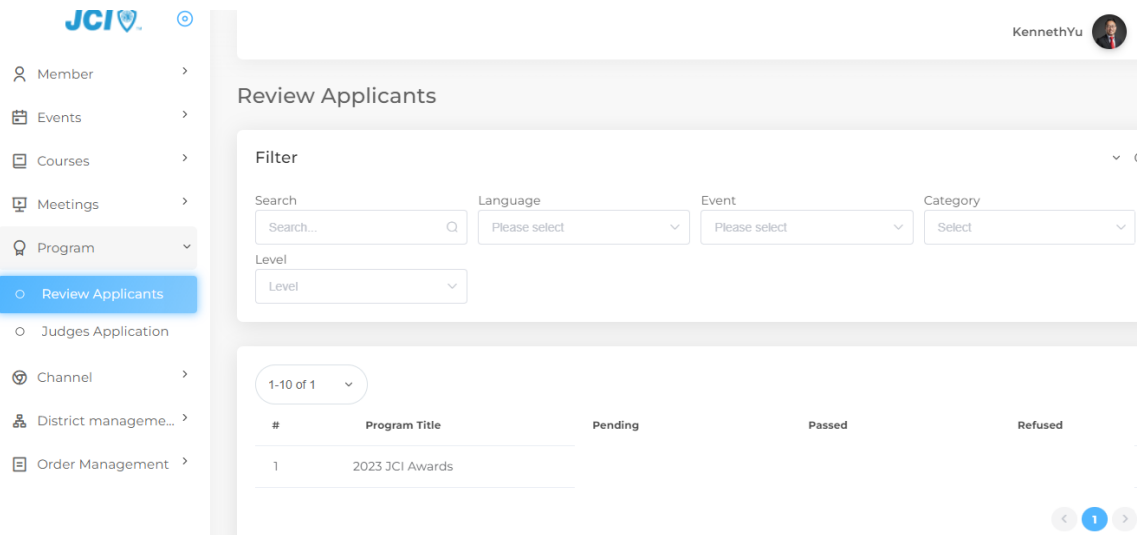 JCI
KennethYu
Member
Events
Courses
Meetings
Program
Review Applicants
Judges Application
Channel
District manageme...
Order Management
Review Applicants
Filter
Search
Language
Event
Category
Search...
Please select
Please select
Select
Level
Level
1-10 of 1
# Program Title Pending Passed Refused
1 2023 JCI Awards
1